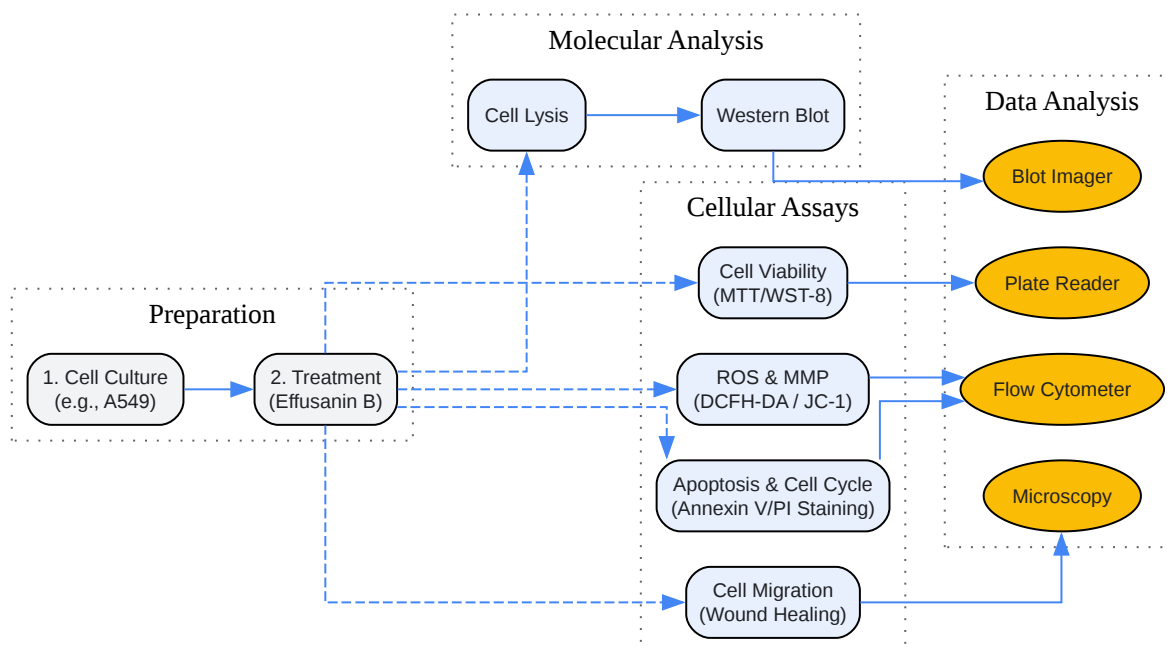 Molecular Analysis
Cell Lysis
Western Blot
Data Analysis
Blot Imager
Plate Reader
Flow Cytometer
Microscopy
Cellular Assays
Cell Viability
(MTT/WST-8)
ROS & MMP
(DCFH-DA / JC-1)
Apoptosis & Cell Cycle
(Annexin V/PI Staining)
Cell Migration
(Wound Healing)
Preparation
1. Cell Culture
(e.g., A549)
2. Treatment
(Effusanin B)